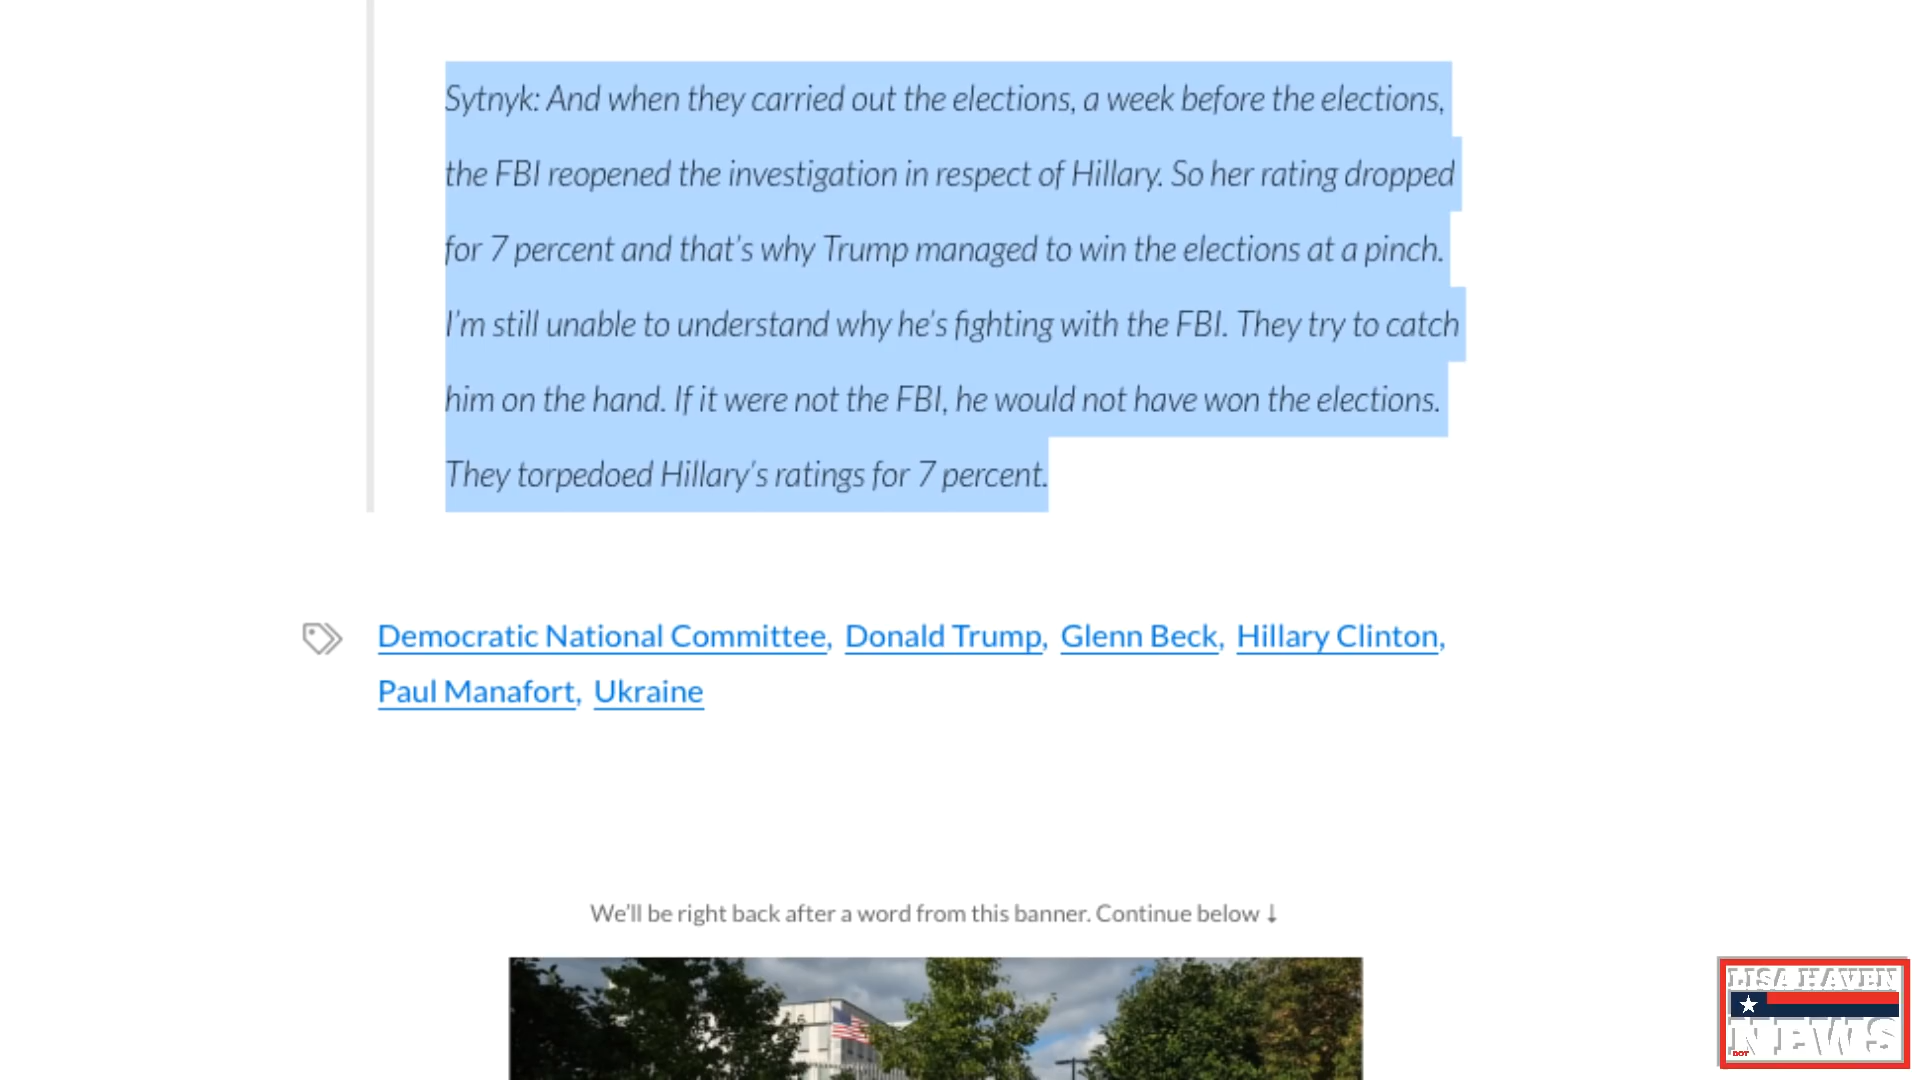 Sytnyk: And when they carried out the elections, a week before the elections,
the FBI reopened the investigation in respect of Hillary. So her rating dropped
for 7 percent and that’s why Trump managed to win the elections at a pinch.
I’m still unable to understand why he’s fighting with the FBI. They try to catch
him on the hand. If it were not the FBI, he would not have won the elections.
They torpedoed Hillary’s ratings for 7 percent.
Democratic National Committee, Donald Trump, Glenn Beck, Hillary Clinton,
Paul Manafort, Ukraine
We’ll be right back after a word from this banner. Continue below ↓
LISA HAVEN
DOT NEWS